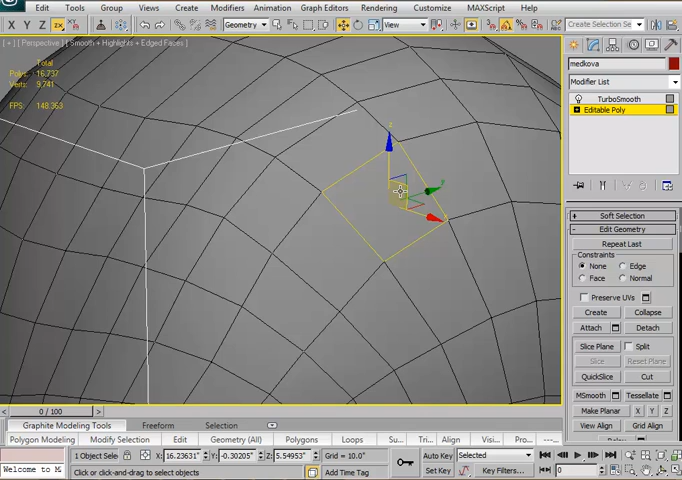 Edit Tools Group Views Create Modifiers Animation Graph Editors Rendering Customize MAXScript Help
X Y Z ZX Geometry View Create Selection Se
[ + ] [ Perspective ] [ Smooth + Highlights + Edged Faces ]
Total
Polys: 16.737
Verts: 9.741
FPS: 148.363
z
y
medkova
Modifier List
TurboSmooth
Editable Poly
+ Soft Selection
- Edit Geometry
Repeat Last
Constraints
None Edge
Face Normal
Preserve UVs
Create Collapse
Attach Detach
Slice Plane Split
Slice Reset Plane
QuickSlice Cut
MSmooth Tessellate
Make Planar X Y Z
View Align Grid Align
< 0 / 100 >
Graphite Modeling Tools Freeform Selection
Polygon Modeling Modify Selection Edit Geometry (All) Polygons Loops Su... Tri... Align Visi... Pro...
1 Object Sele X: 16.23631 Y: -0.30205 Z: 5.54953 Grid = 10.0" Auto Key Selected
Welcome to M Click or click-and-drag to select objects Add Time Tag Set Key Key Filters... 0